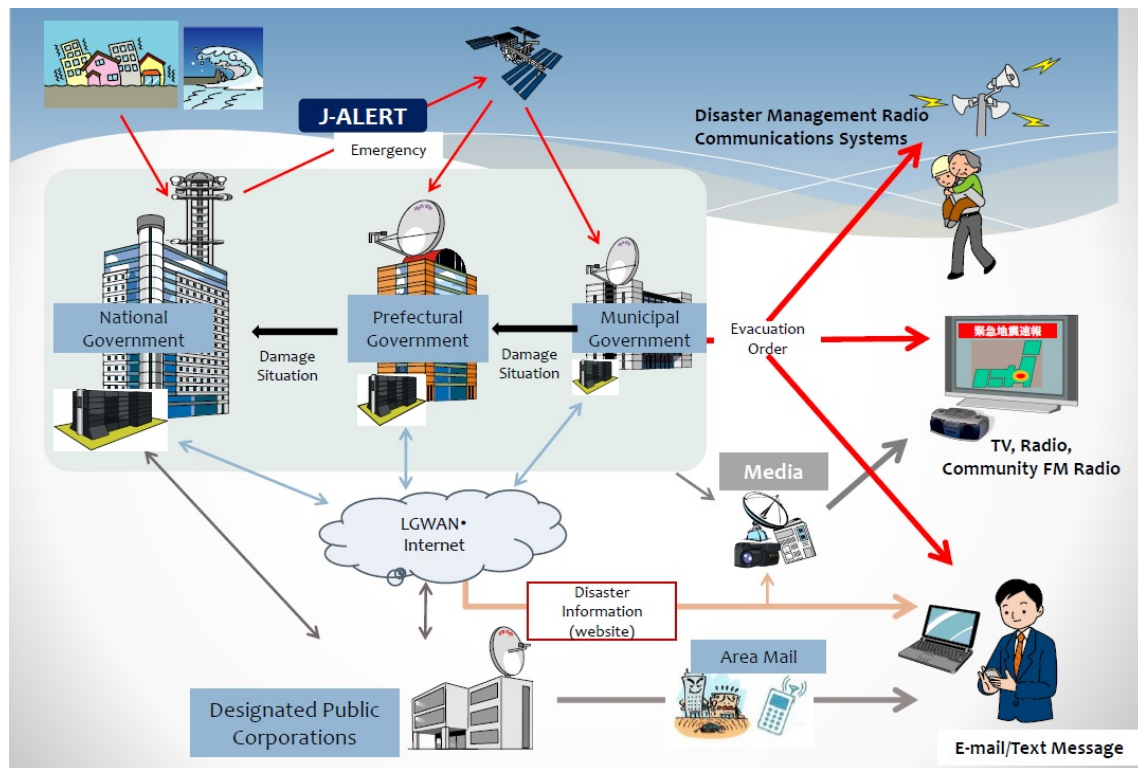 J-ALERT
Emergency
Disaster Management Radio
Communications Systems
National
Government
Prefectural
Government
Municipal
Government
Damage
Situation
Damage
Situation
Evacuation
Order
緊急地震速報
TV, Radio,
Community FM Radio
Media
LGWAN•
Internet
Disaster
Information
(website)
Area Mail
Designated Public
Corporations
E-mail/Text Message